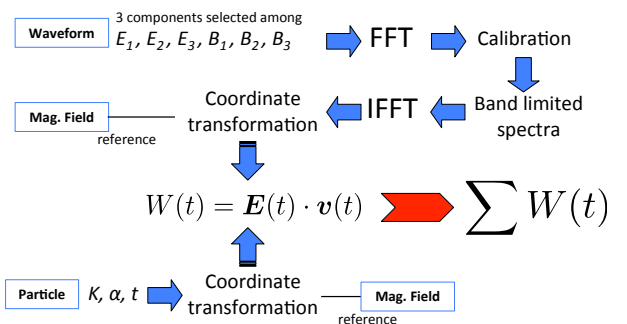 3 components selected among
Waveform
E1, E2, E3, B1, B2, B3
FFT
Calibration
Mag. Field
reference
Coordinate
transformation
IFFT
Band limited
spectra
W(t) = E(t) · v(t)
∑ W(t)
Particle
K, α, t
Coordinate
transformation
Mag. Field
reference